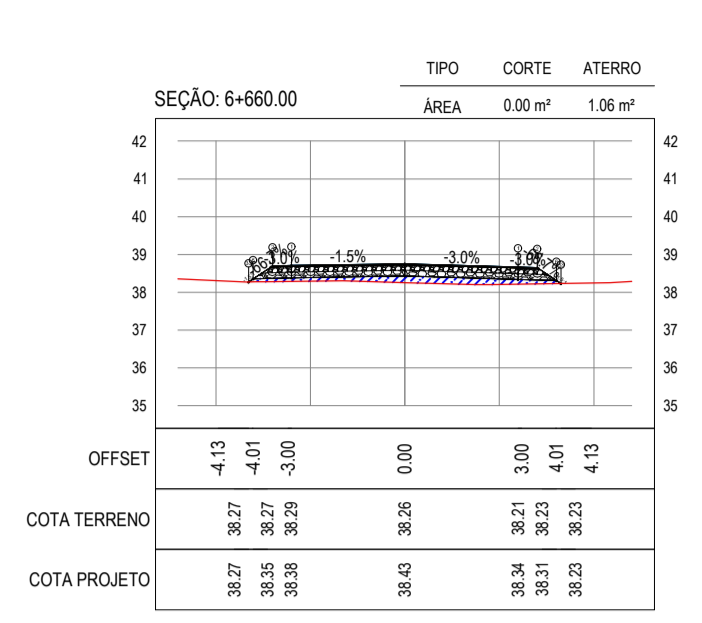 TIPO CORTE ATERRO
SEÇÃO: 6+660.00
ÁREA 0.00 m² 1.06 m²
42 42
41 41
40 40
39 39
-3.0% -1.5% -3.0% -3.0%
38 38
37 37
36 36
35 35
OFFSET -4.13 -4.01 -3.00 0.00 3.00 4.01 4.13
COTA TERRENO 38.27 38.27 38.29 38.26 38.21 38.23 38.23
COTA PROJETO 38.27 38.35 38.38 38.43 38.34 38.31 38.23